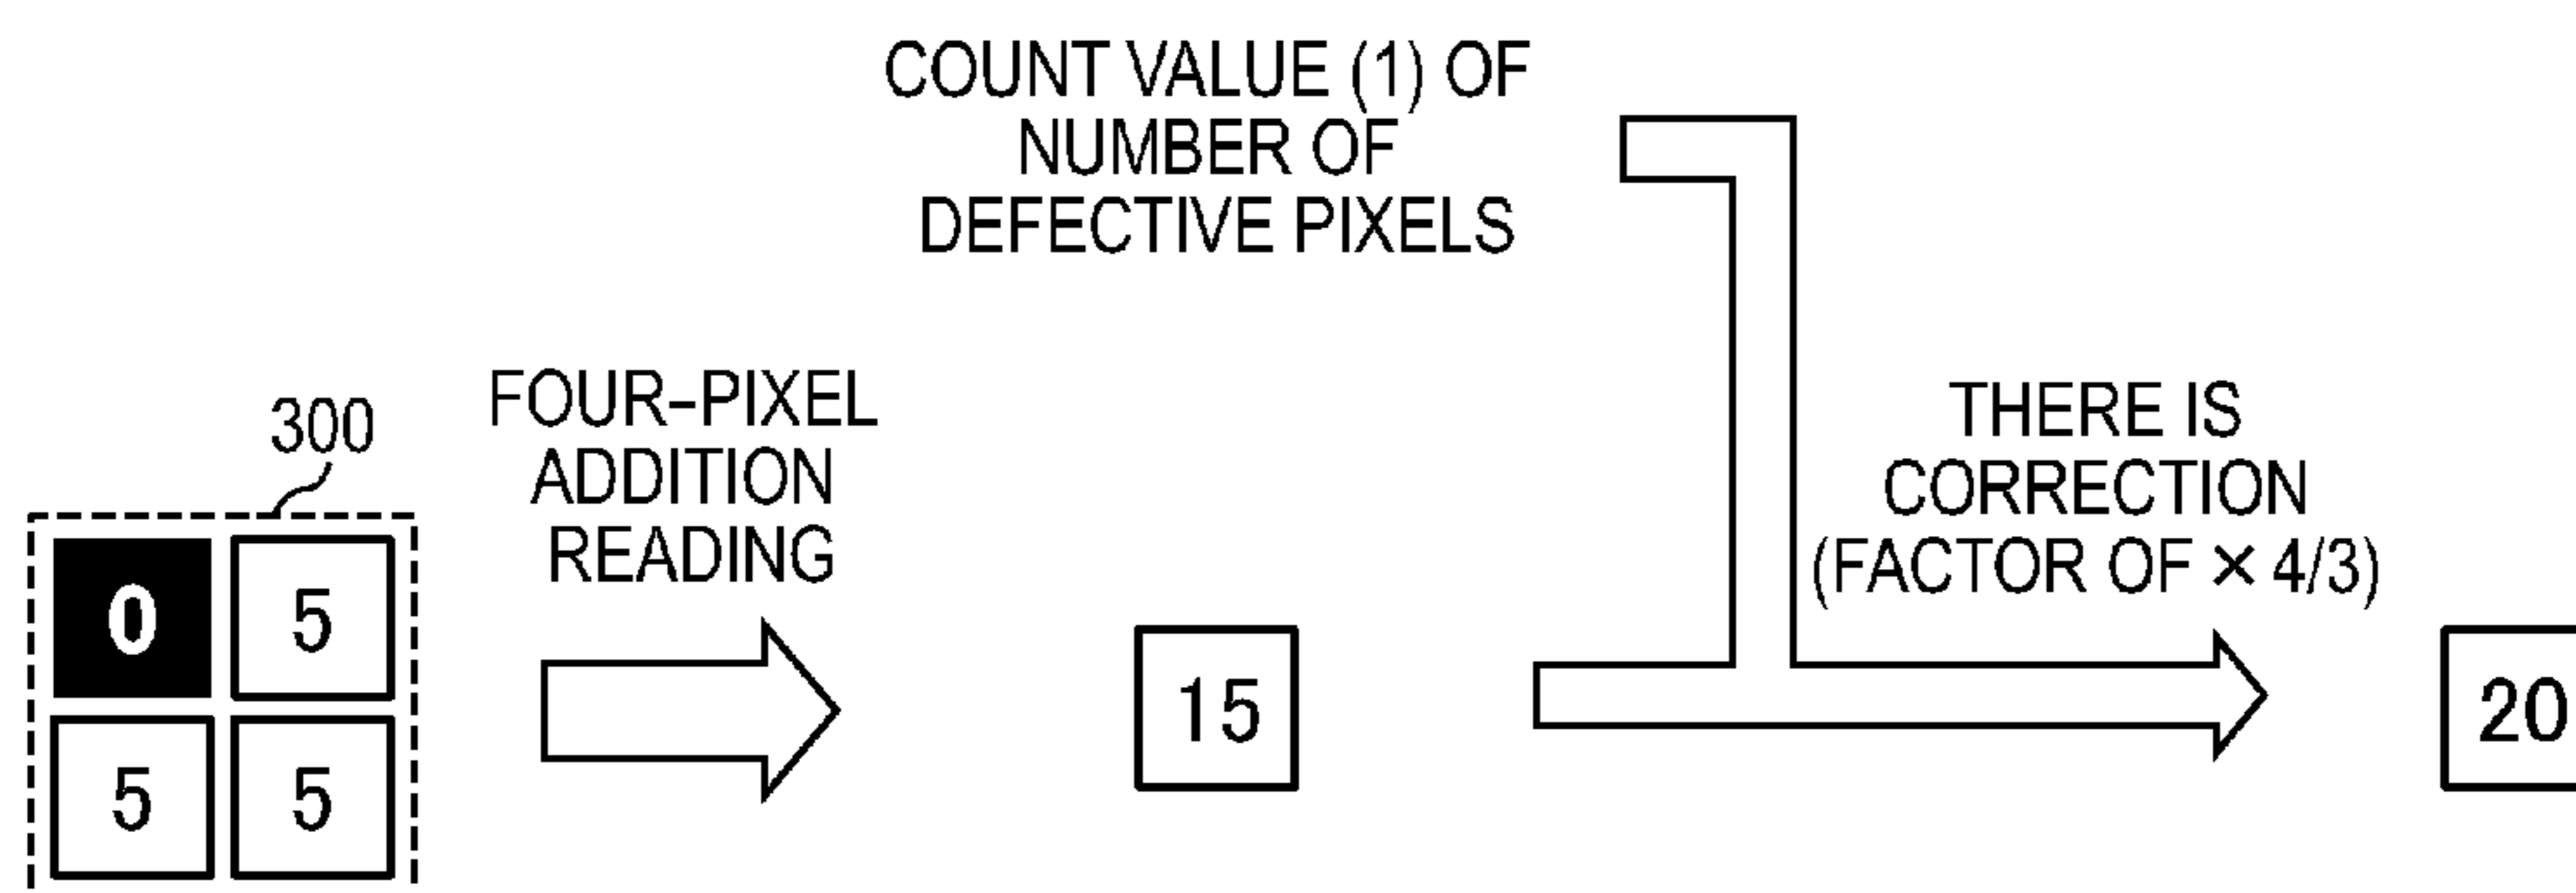 COUNT VALUE (1) OF
NUMBER OF
DEFECTIVE PIXELS
300
FOUR-PIXEL
ADDITION
READING
THERE IS
CORRECTION
(FACTOR OF × 4/3)
0 5
5 5
15
20